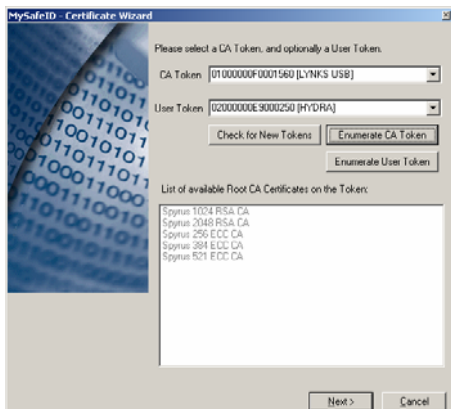 MySafeID - Certificate Wizard
Please select a CA Token, and optionally a User Token.
CA Token 01000000F0001560 [LYNKS USB]
User Token 02000000E9000250 [HYDRA]
Check for New Tokens Enumerate CA Token
Enumerate User Token
List of available Root CA Certificates on the Token:
Spyrus 1024 RSA CA
Spyrus 2048 RSA CA
Spyrus 256 ECC CA
Spyrus 384 ECC CA
Spyrus 521 ECC CA
Next > Cancel